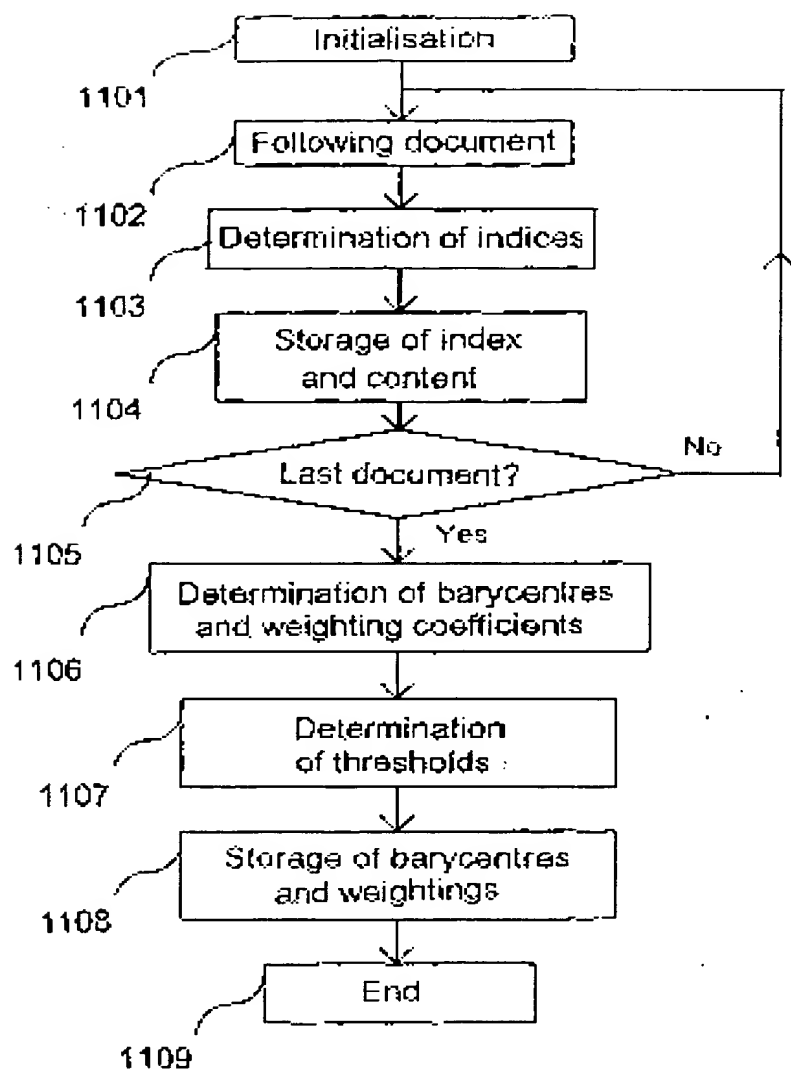 Initialisation
1101
Following document
1102
Determination of indices
1103
Storage of index
and content
1104
No
Last document?
1105
Yes
Determination of barycentres
and weighting coefficients
1106
Determination
of thresholds
1107
Storage of barycentres
and weightings
1108
End
1109